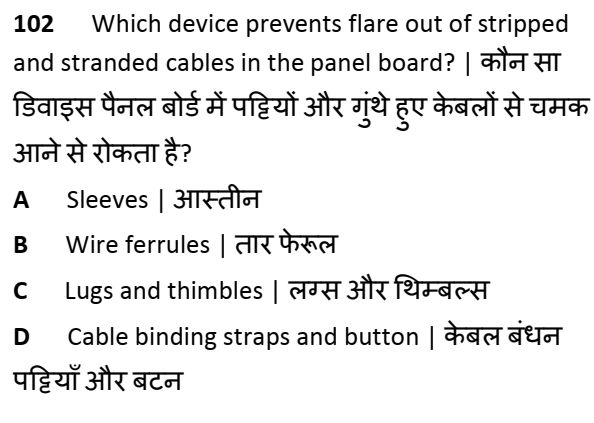 102 Which device prevents flare out of stripped
and stranded cables in the panel board? | कौन सा
डिवाइस पैनल बोर्ड में पट्टियों और गुंथे हुए केबलों से चमक
आने से रोकता है?
A Sleeves | आस्तीन
B Wire ferrules | तार फेरूल
C Lugs and thimbles | लग्स और थिम्बल्स
D Cable binding straps and button | केबल बंधन
पट्टियाँ और बटन